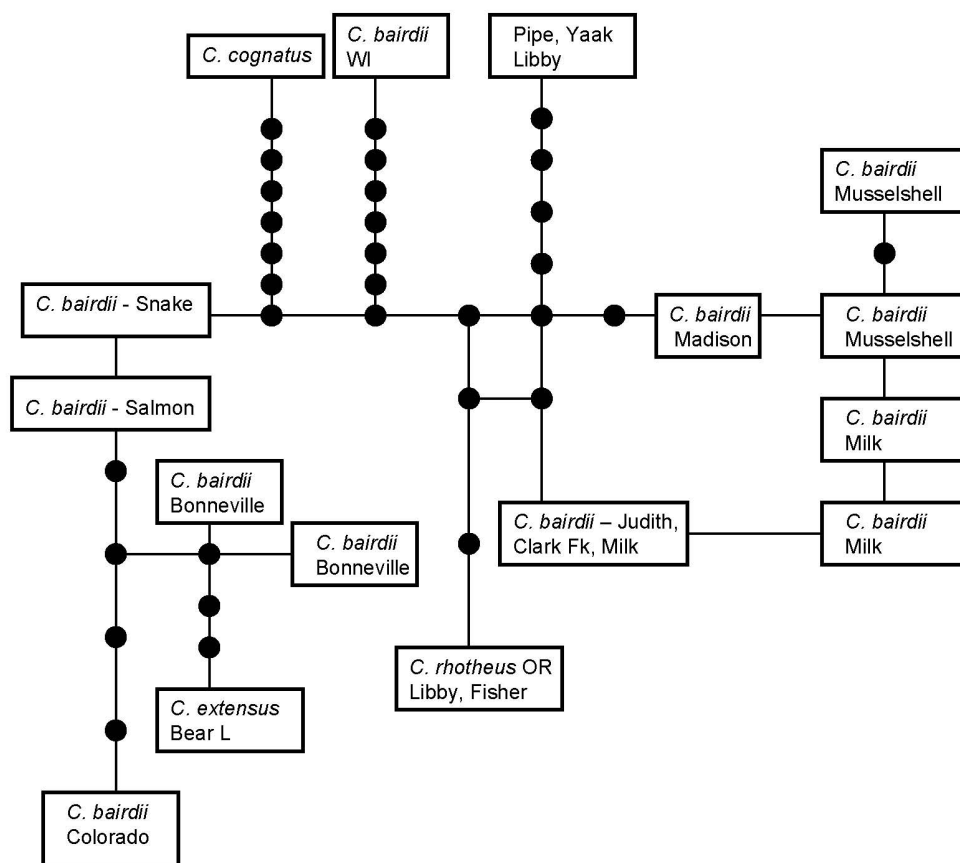 C. cognatus
C. bairdii
WI
Pipe, Yaak
Libby
C. bairdii
Musselshell
C. bairdii - Snake
C. bairdii
Madison
C. bairdii
Musselshell
C. bairdii - Salmon
C. bairdii
Milk
C. bairdii
Bonneville
C. bairdii
Bonneville
C. bairdii – Judith,
Clark Fk, Milk
C. bairdii
Milk
C. rhotheus OR
Libby, Fisher
C. extensus
Bear L
C. bairdii
Colorado